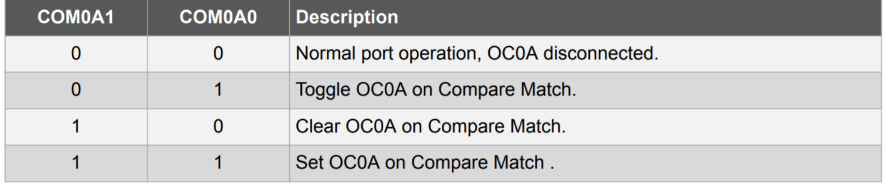 COM0A1 COM0A0 Description
0 0 Normal port operation, OC0A disconnected.
0 1 Toggle OC0A on Compare Match.
1 0 Clear OC0A on Compare Match.
1 1 Set OC0A on Compare Match .